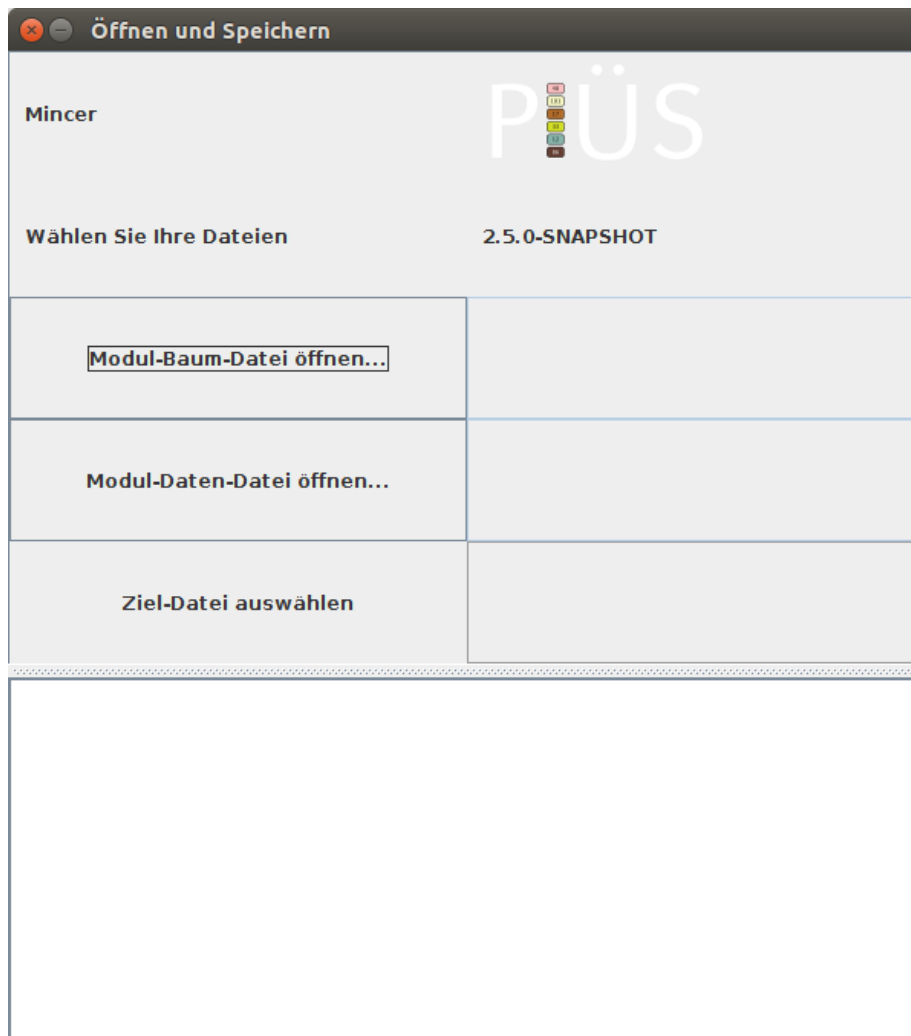 Öffnen und Speichern
Mincer
P ÜS
Wählen Sie Ihre Dateien
2.5.0-SNAPSHOT
Modul-Baum-Datei öffnen...
Modul-Daten-Datei öffnen...
Ziel-Datei auswählen